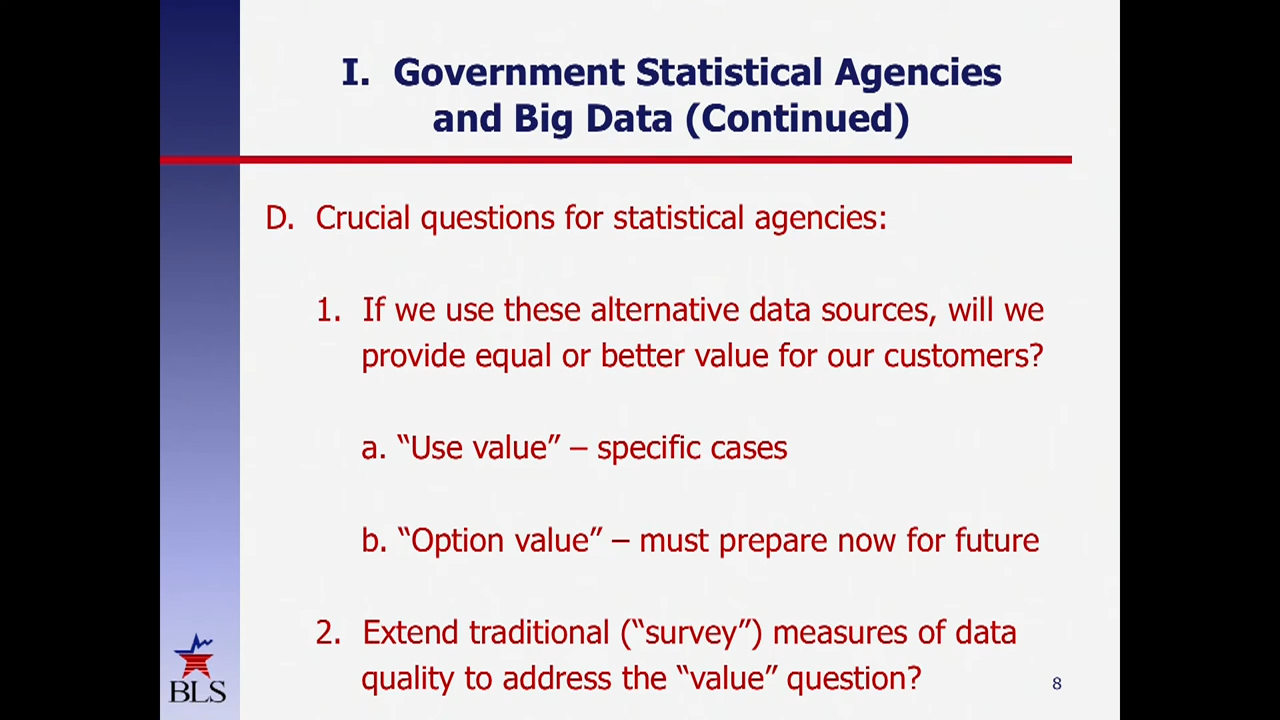 I. Government Statistical Agencies
and Big Data (Continued)
D. Crucial questions for statistical agencies:
1. If we use these alternative data sources, will we
provide equal or better value for our customers?
a. “Use value” – specific cases
b. “Option value” – must prepare now for future
2. Extend traditional (“survey”) measures of data
quality to address the “value” question?
BLS
8